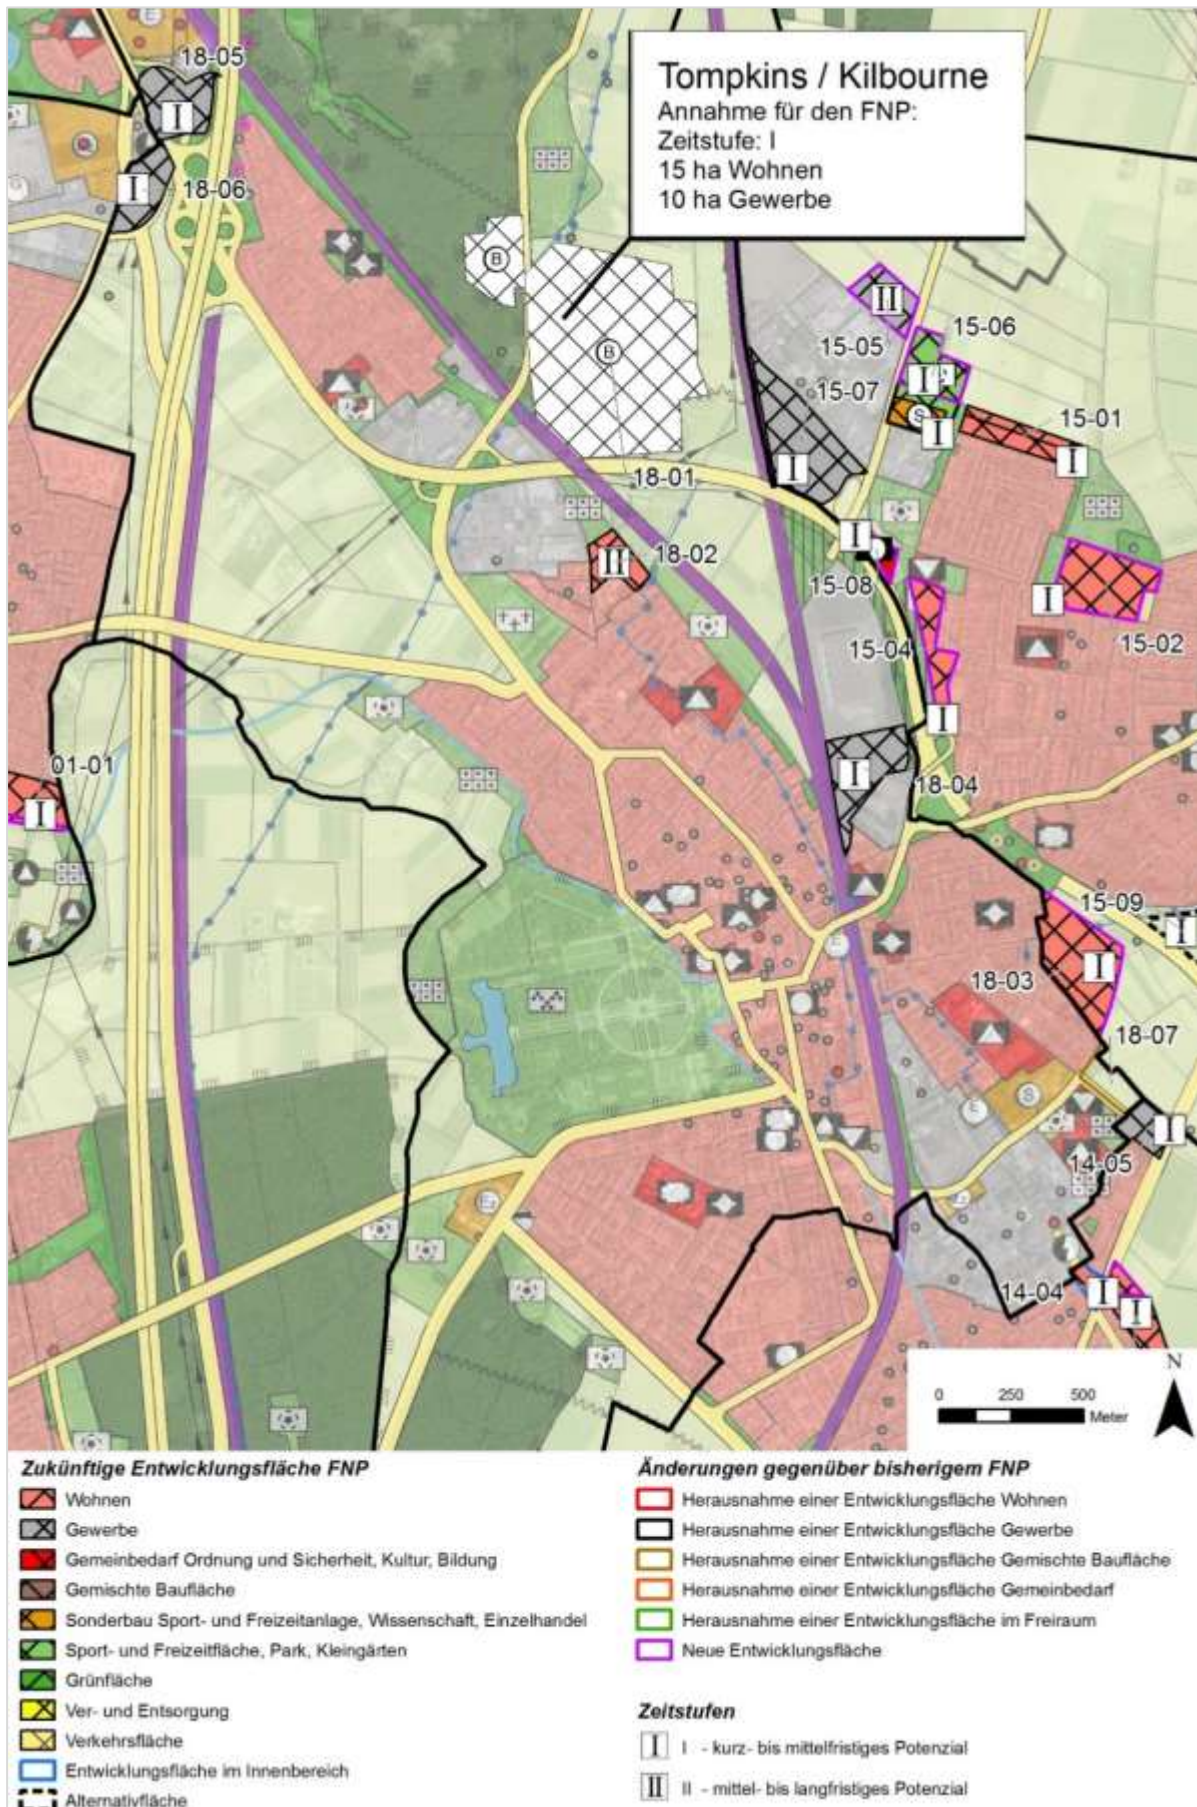 Tompkins / Kilbourne
Annahme für den FNP:
Zeitstufe: I
15 ha Wohnen
10 ha Gewerbe
18-05
I
18-06
I
B
B
II
15-05
15-06
15-07
I
S
I
15-01
I
I
18-01
18-02
II
I
15-08
I
15-02
15-04
I
01-01
I
I
18-04
15-09
I
I
E
18-03
18-07
S
E
I
14-05
14-04
I
I
N
0 250 500
Meter
Zukünftige Entwicklungsfläche FNP
Wohnen
Gewerbe
Gemeinbedarf Ordnung und Sicherheit, Kultur, Bildung
Gemischte Baufläche
Sonderbau Sport- und Freizeitanlage, Wissenschaft, Einzelhandel
Sport- und Freizeitfläche, Park, Kleingärten
Grünfläche
Ver- und Entsorgung
Verkehrsfläche
Entwicklungsfläche im Innenbereich
Alternativfläche
Änderungen gegenüber bisherigem FNP
Herausnahme einer Entwicklungsfläche Wohnen
Herausnahme einer Entwicklungsfläche Gewerbe
Herausnahme einer Entwicklungsfläche Gemischte Baufläche
Herausnahme einer Entwicklungsfläche Gemeinbedarf
Herausnahme einer Entwicklungsfläche im Freiraum
Neue Entwicklungsfläche
Zeitstufen
I I - kurz- bis mittelfristiges Potenzial
II II - mittel- bis langfristiges Potenzial